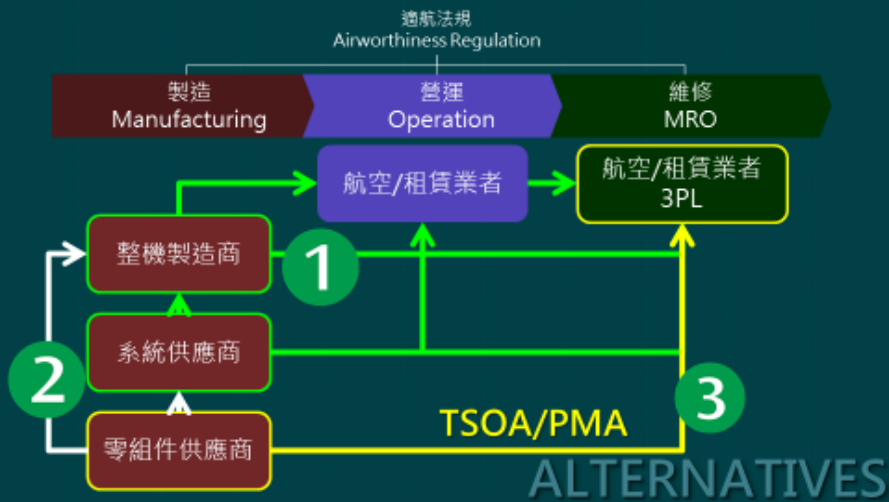 適航法規
Airworthiness Regulation
製造
Manufacturing
營運
Operation
維修
MRO
航空/租賃業者
航空/租賃業者
3PL
整機製造商
1
系統供應商
2
3
零組件供應商
TSOA/PMA
ALTERNATIVES